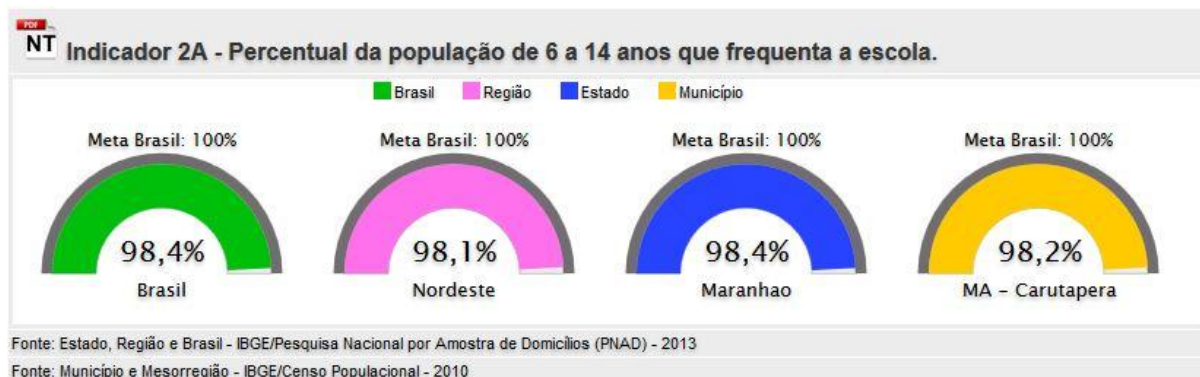 PDF
NT Indicador 2A - Percentual da população de 6 a 14 anos que frequenta a escola.
Brasil Região Estado Município
Meta Brasil: 100% Meta Brasil: 100% Meta Brasil: 100% Meta Brasil: 100%
98,4% 98,1% 98,4% 98,2%
Brasil Nordeste Maranhao MA - Carutapera
Fonte: Estado, Região e Brasil - IBGE/Pesquisa Nacional por Amostra de Domicílios (PNAD) - 2013
Fonte: Município e Mesorregião - IBGE/Censo Populacional - 2010